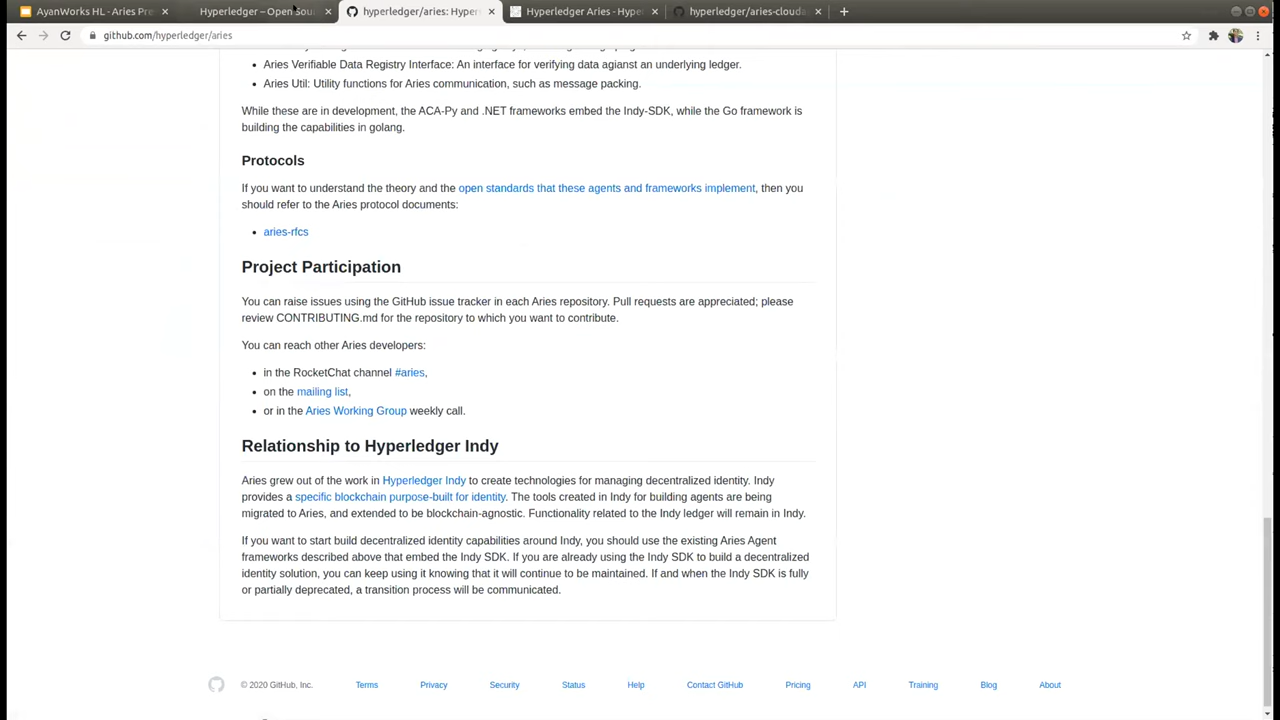 AyanWorks HL - Aries Pre
Hyperledger – Open Sou
hyperledger/aries: Hyper
Hyperledger Aries - Hype
hyperledger/aries-clouda
github.com/hyperledger/aries
Aries Verifiable Data Registry Interface: An interface for verifying data agianst an underlying ledger.
Aries Util: Utility functions for Aries communication, such as message packing.
While these are in development, the ACA-Py and .NET frameworks embed the Indy-SDK, while the Go framework is
building the capabilities in golang.
Protocols
If you want to understand the theory and the open standards that these agents and frameworks implement, then you
should refer to the Aries protocol documents:
aries-rfcs
Project Participation
You can raise issues using the GitHub issue tracker in each Aries repository. Pull requests are appreciated; please
review CONTRIBUTING.md for the repository to which you want to contribute.
You can reach other Aries developers:
in the RocketChat channel #aries,
on the mailing list,
or in the Aries Working Group weekly call.
Relationship to Hyperledger Indy
Aries grew out of the work in Hyperledger Indy to create technologies for managing decentralized identity. Indy
provides a specific blockchain purpose-built for identity. The tools created in Indy for building agents are being
migrated to Aries, and extended to be blockchain-agnostic. Functionality related to the Indy ledger will remain in Indy.
If you want to start build decentralized identity capabilities around Indy, you should use the existing Aries Agent
frameworks described above that embed the Indy SDK. If you are already using the Indy SDK to build a decentralized
identity solution, you can keep using it knowing that it will continue to be maintained. If and when the Indy SDK is fully
or partially deprecated, a transition process will be communicated.
© 2020 GitHub, Inc.
Terms
Privacy
Security
Status
Help
Contact GitHub
Pricing
API
Training
Blog
About